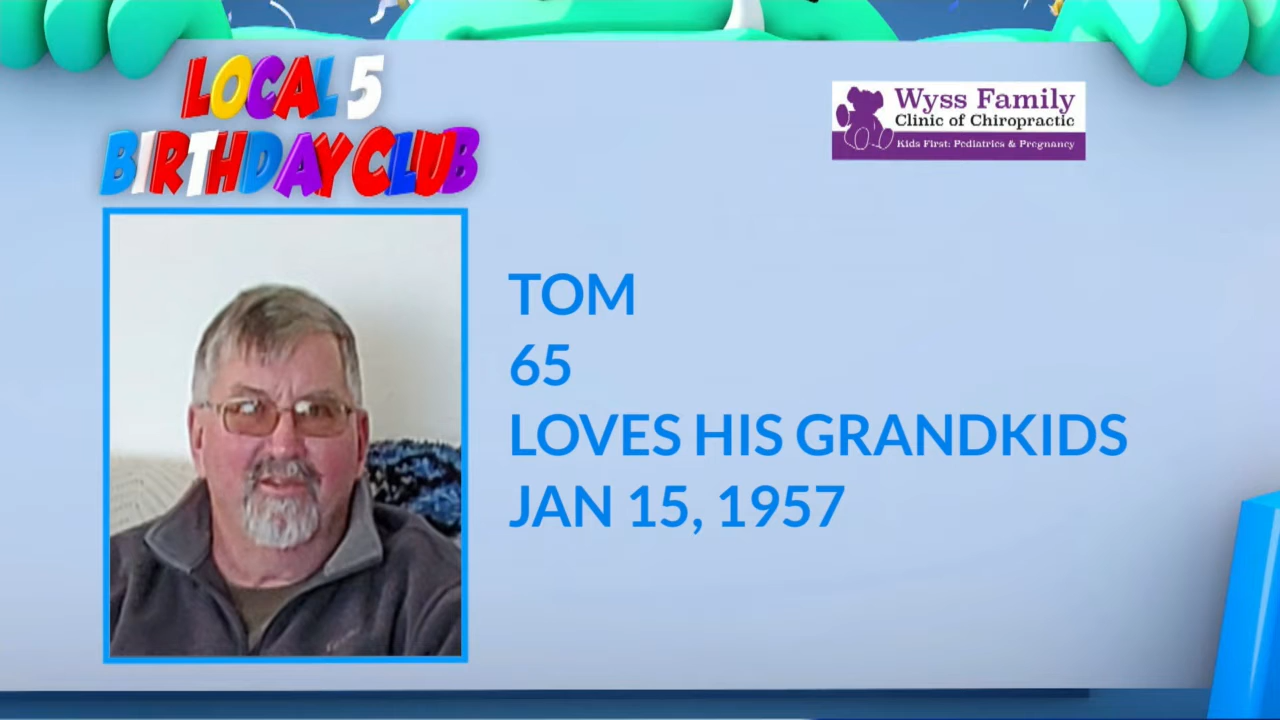 LOCAL 5
BIRTHDAY CLUB
Wyss Family
Clinic of Chiropractic
Kids First: Pediatrics & Pregnancy
TOM
65
LOVES HIS GRANDKIDS
JAN 15, 1957